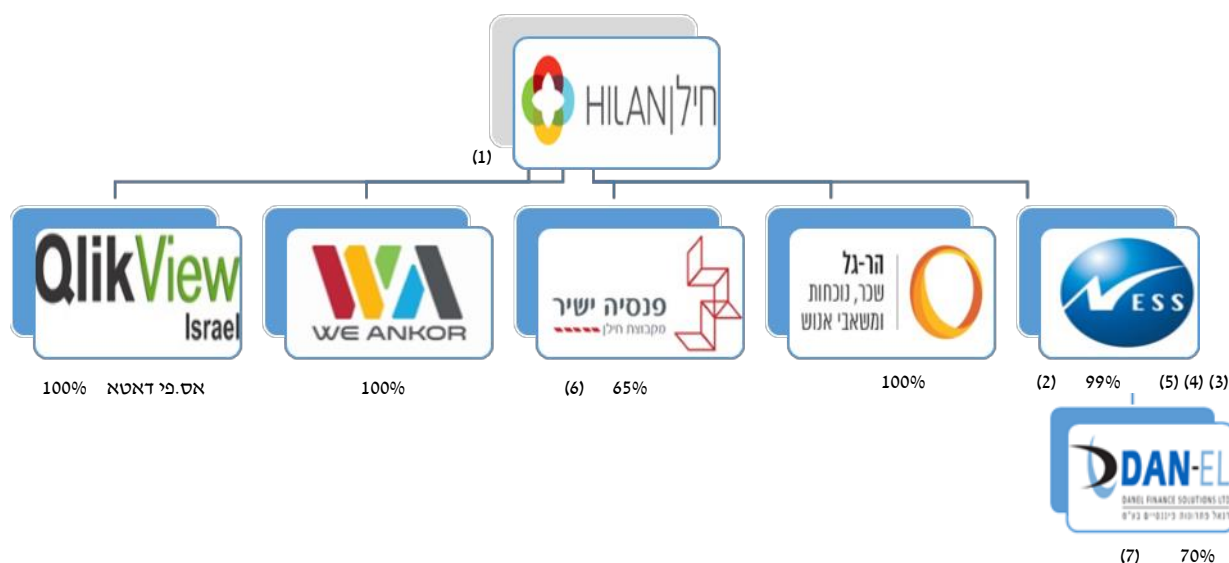 HILAN|חילן
(1)
QlikView
Israel
WE ANKOR
פנסיה ישיר
מקבוצת חילן
הר-גל
שכר, נוכחות
ומשאבי אנוש
NESS
100% אס.פי דאטא
100%
(6) 65%
100%
(2) 99% (5) (4) (3)
DAN-EL
DANEL FINANCE SOLUTIONS LTD
דנאל פתרונות פיננסיים בע"מ
(7) 70%